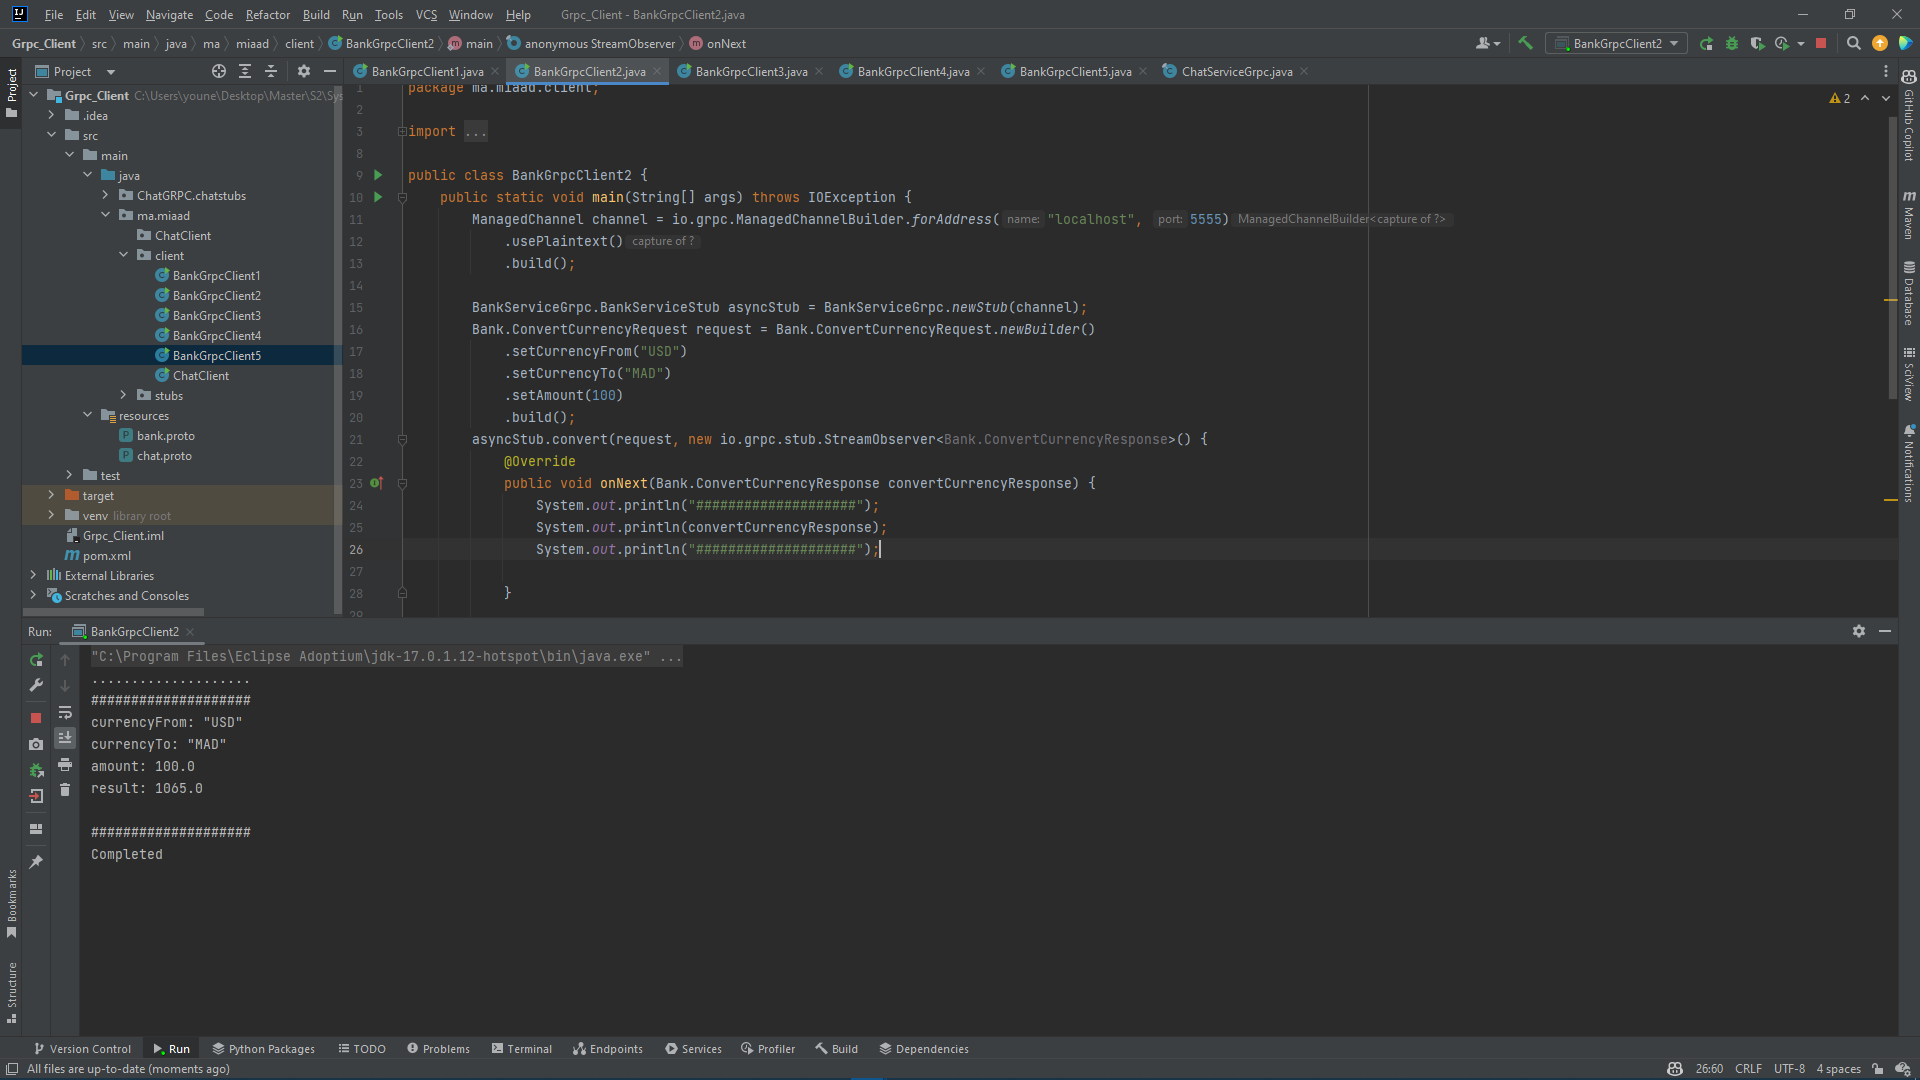 File Edit View Navigate Code Refactor Build Run Tools VCS Window Help Grpc_Client - BankGrpcClient2.java
Grpc_Client src main java ma miaad client BankGrpcClient2 main anonymous StreamObserver onNext BankGrpcClient2
Project
Project
BankGrpcClient1.java BankGrpcClient2.java BankGrpcClient3.java BankGrpcClient4.java BankGrpcClient5.java ChatServiceGrpc.java
Grpc_Client C:\Users\youne\Desktop\Master\S2\Sys
.idea
src
main
java
ChatGRPC.chatstubs
ma.miaad
ChatClient
client
BankGrpcClient1
BankGrpcClient2
BankGrpcClient3
BankGrpcClient4
BankGrpcClient5
ChatClient
stubs
resources
bank.proto
chat.proto
test
target
venv library root
Grpc_Client.iml
pom.xml
External Libraries
Scratches and Consoles
1 package ma.miaad.client;
2
3 import ...
8
9 public class BankGrpcClient2 {
10 public static void main(String[] args) throws IOException {
11 ManagedChannel channel = io.grpc.ManagedChannelBuilder.forAddress( name: "localhost", port: 5555) ManagedChannelBuilder<capture of ?>
12 .usePlaintext() capture of ?
13 .build();
14
15 BankServiceGrpc.BankServiceStub asyncStub = BankServiceGrpc.newStub(channel);
16 Bank.ConvertCurrencyRequest request = Bank.ConvertCurrencyRequest.newBuilder()
17 .setCurrencyFrom("USD")
18 .setCurrencyTo("MAD")
19 .setAmount(100)
20 .build();
21 asyncStub.convert(request, new io.grpc.stub.StreamObserver<Bank.ConvertCurrencyResponse>() {
22 @Override
23 public void onNext(Bank.ConvertCurrencyResponse convertCurrencyResponse) {
24 System.out.println("####################");
25 System.out.println(convertCurrencyResponse);
26 System.out.println("####################");
27
28 }
29
2
GitHub Copilot
Maven
Database
SciView
Notifications
Run: BankGrpcClient2
"C:\Program Files\Eclipse Adoptium\jdk-17.0.1.12-hotspot\bin\java.exe" ...
....................
####################
currencyFrom: "USD"
currencyTo: "MAD"
amount: 100.0
result: 1065.0
####################
Completed
Bookmarks
Structure
Version Control Run Python Packages TODO Problems Terminal Endpoints Services Profiler Build Dependencies
All files are up-to-date (moments ago) 26:60 CRLF UTF-8 4 spaces